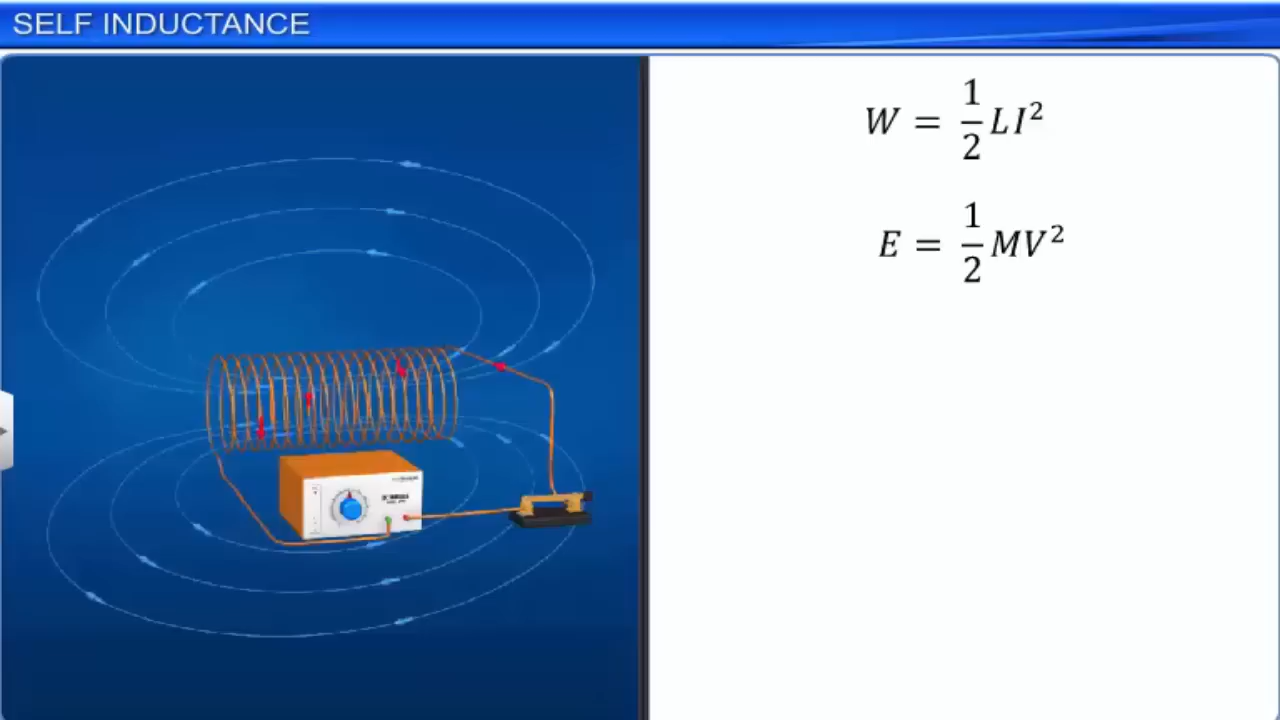 SELF INDUCTANCE
W = 1/2 LI²
E = 1/2 MV²